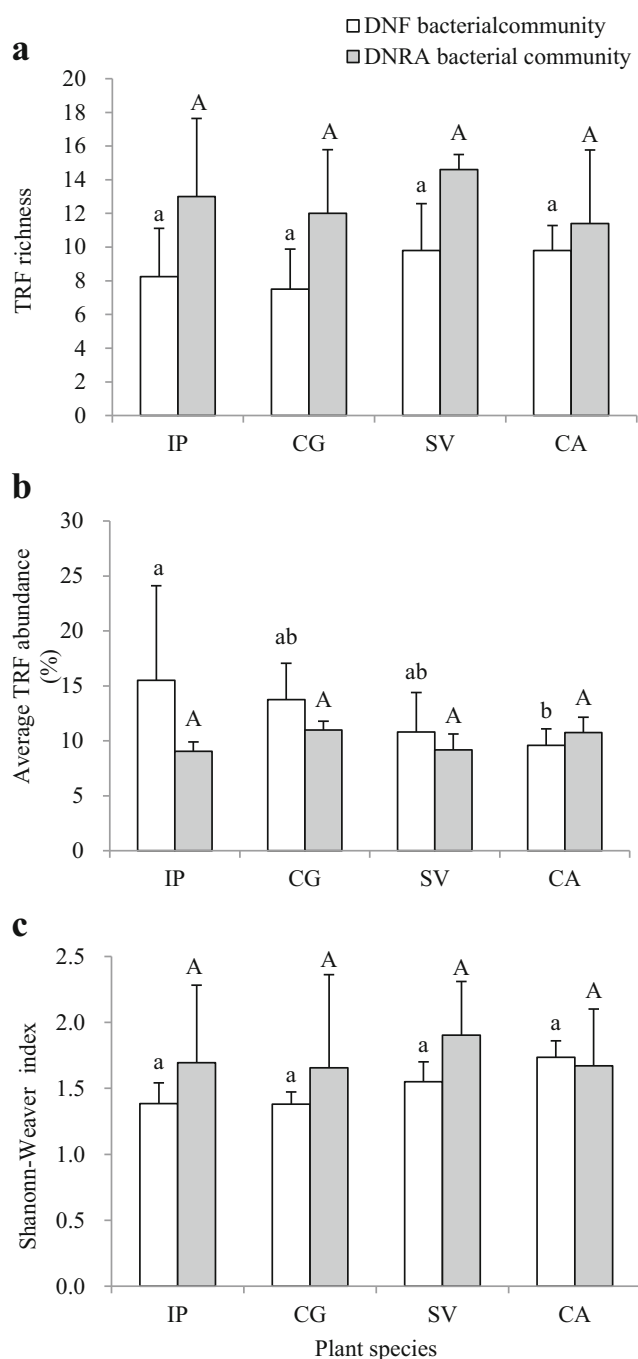 DNF bacterialcommunity
DNRA bacterial community
a
20
18
16
14
12
10
8
6
4
2
0
TRF richness
a A a A a A a A
IP CG SV CA
b
30
25
20
15
10
5
0
Average TRF abundance
(%)
a A ab A ab A b A
IP CG SV CA
c
2.5
2.0
1.5
1.0
0.5
0.0
Shanonn-Weaver index
a A a A a A a A
IP CG SV CA
Plant species